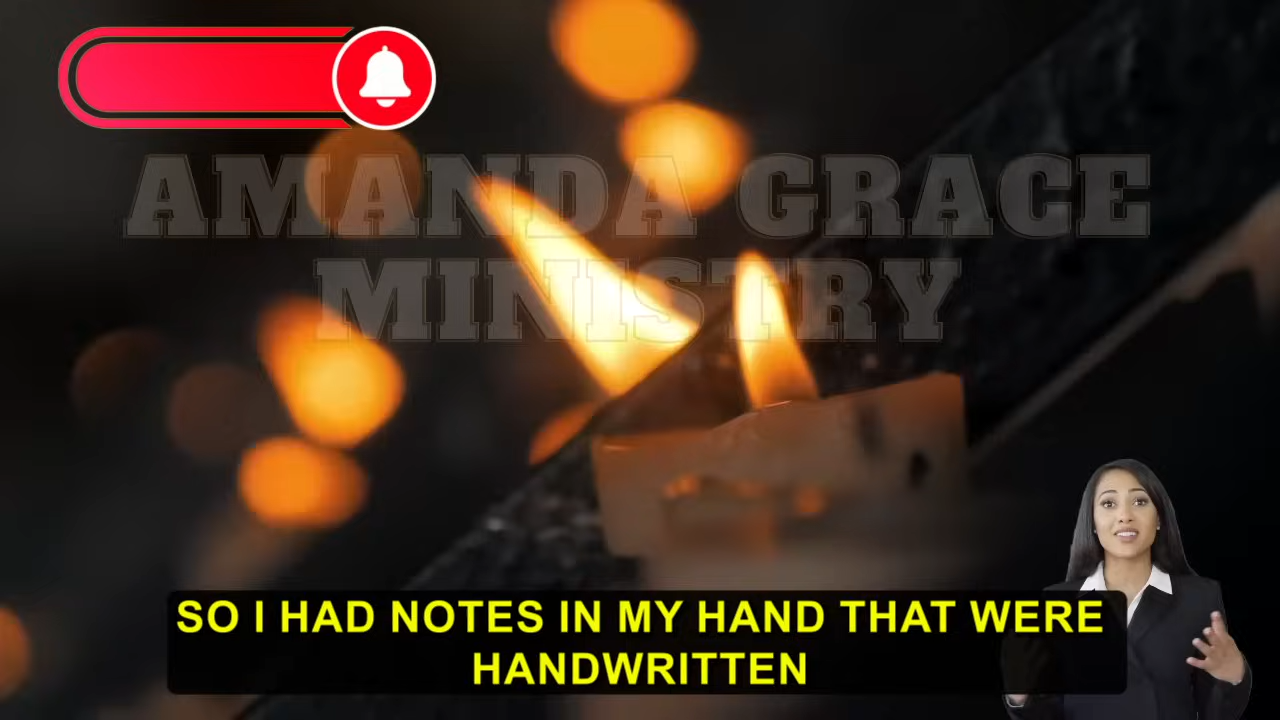 AMANDA GRACE
MINISTRY
SO I HAD NOTES IN MY HAND THAT WERE
HANDWRITTEN